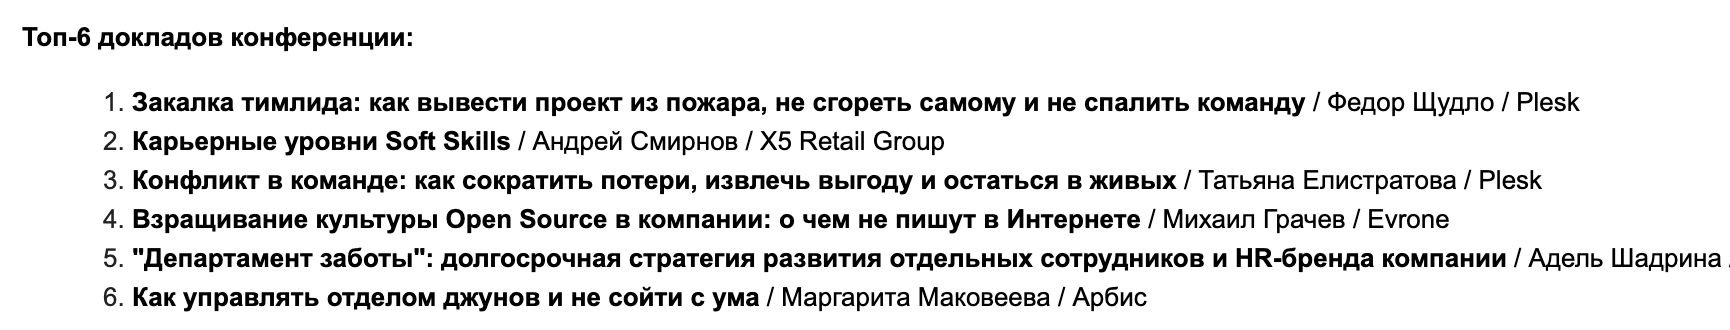 Топ-6 докладов конференции:
1. Закалка тимлида: как вывести проект из пожара, не сгореть самому и не спалить команду / Федор Щудло / Plesk
2. Карьерные уровни Soft Skills / Андрей Смирнов / X5 Retail Group
3. Конфликт в команде: как сократить потери, извлечь выгоду и остаться в живых / Татьяна Елистратова / Plesk
4. Взращивание культуры Open Source в компании: о чем не пишут в Интернете / Михаил Грачев / Evrone
5. "Департамент заботы": долгосрочная стратегия развития отдельных сотрудников и HR-бренда компании / Адель Шадрина /
6. Как управлять отделом джунов и не сойти с ума / Маргарита Маковеева / Арбис